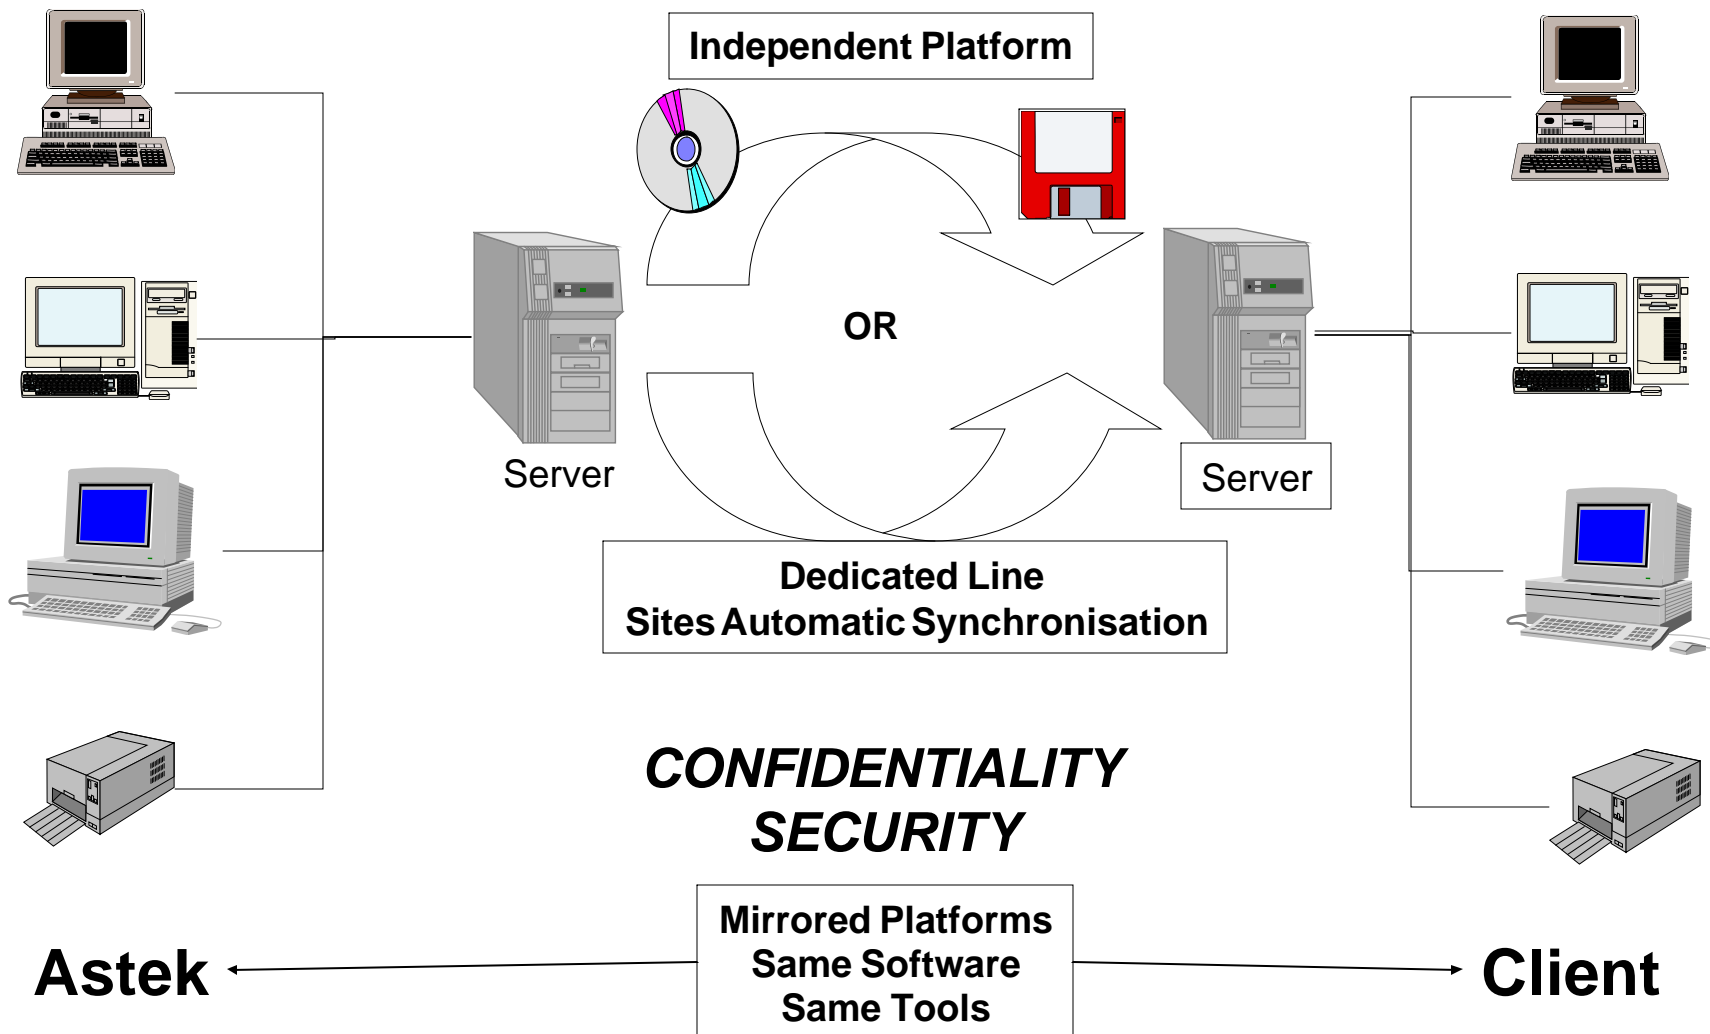 Independent Platform
OR
Server
Server
Dedicated Line
Sites Automatic Synchronisation
CONFIDENTIALITY
SECURITY
Mirrored Platforms
Same Software
Same Tools
Astek
Client